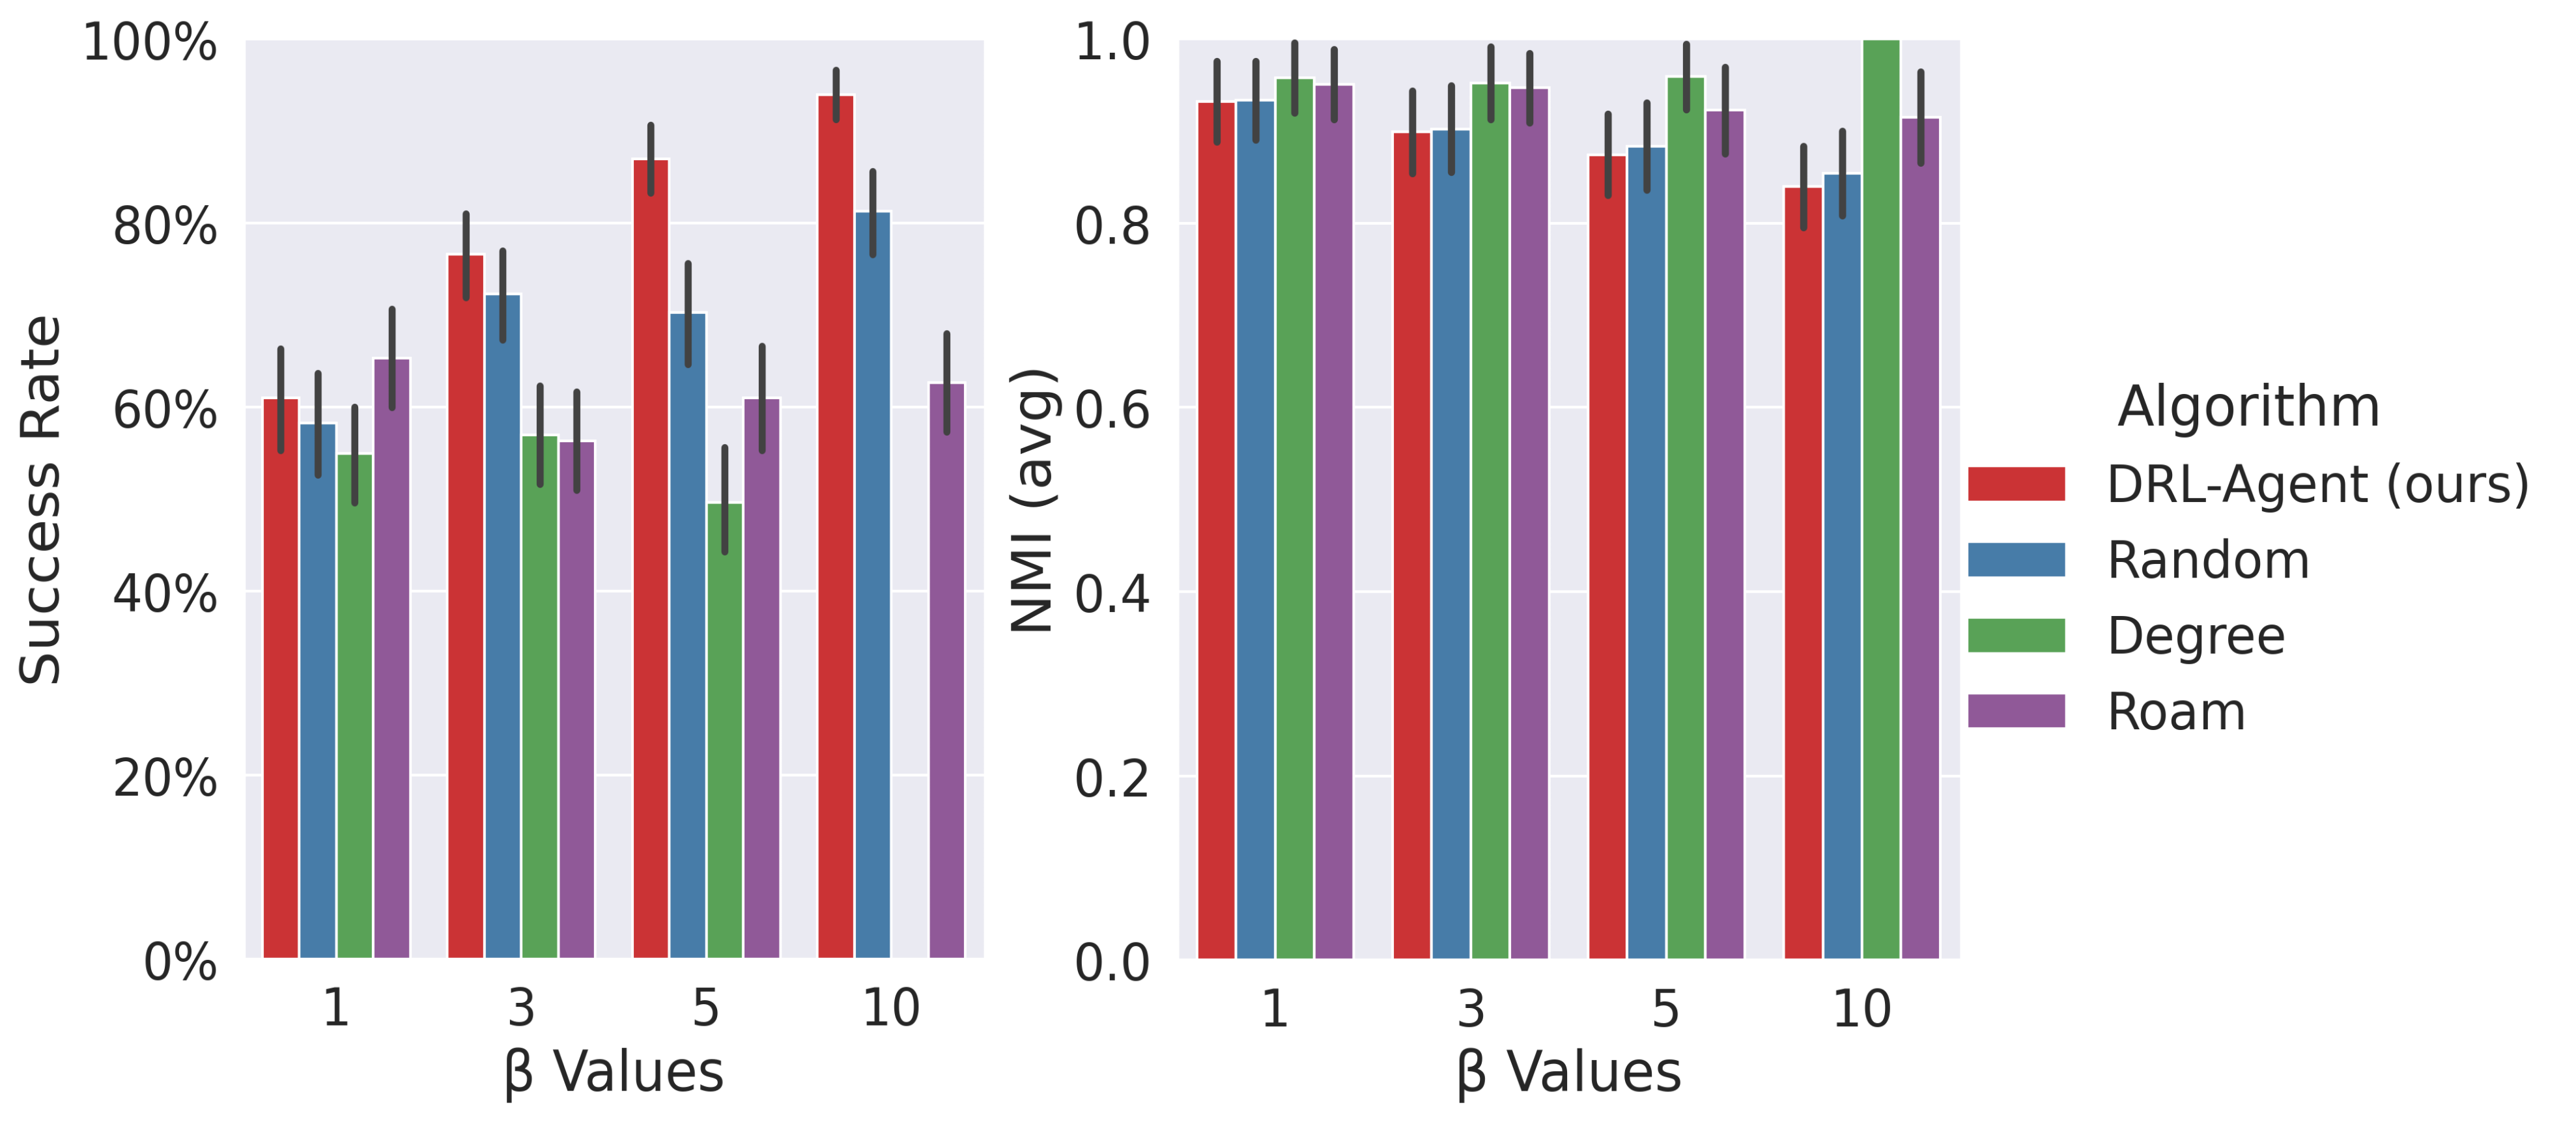 100%
80%
60%
40%
20%
0%
Success Rate
1 3 5 10
β Values
1.0
0.8
0.6
0.4
0.2
0.0
NMI (avg)
1 3 5 10
β Values
Algorithm
DRL-Agent (ours)
Random
Degree
Roam